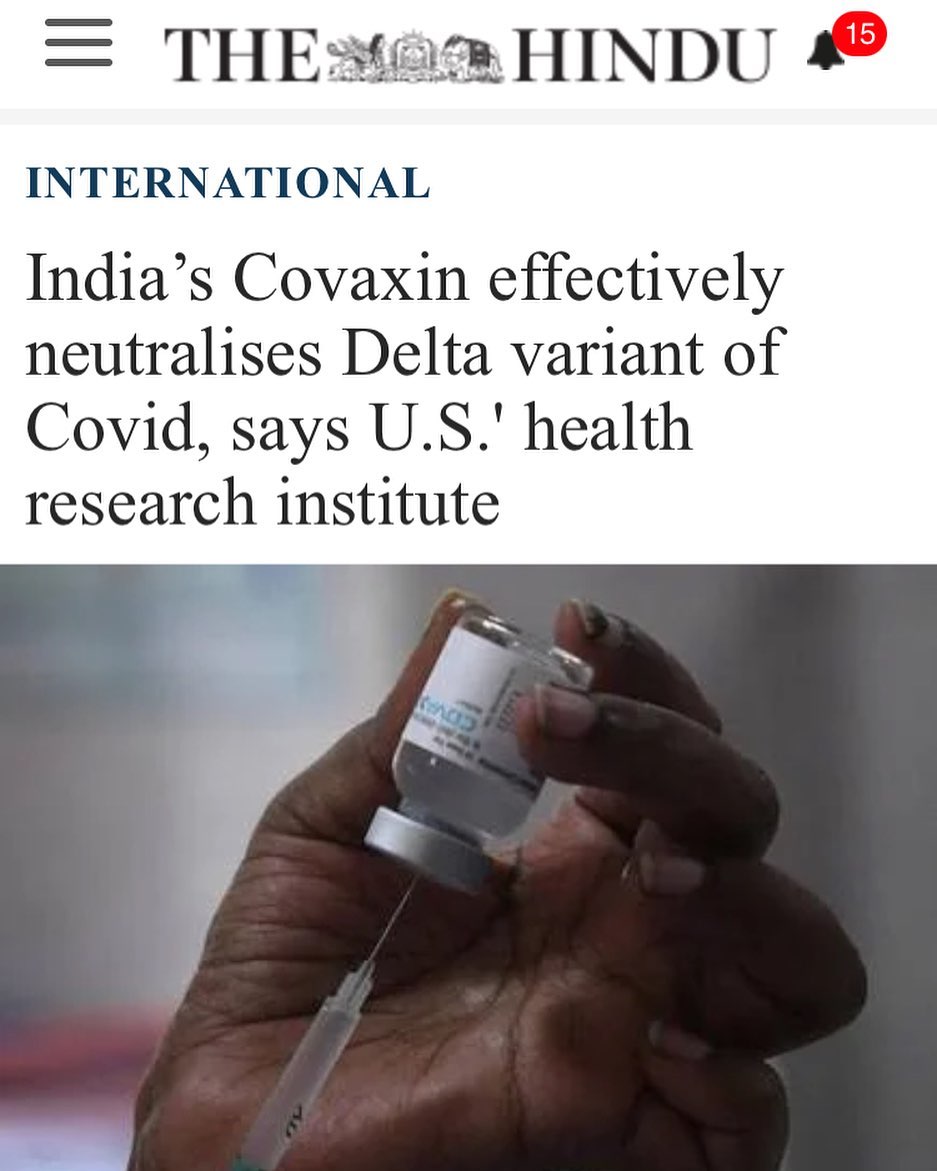 THE HINDU
15
INTERNATIONAL
India’s Covaxin effectively
neutralises Delta variant of
Covid, says U.S.' health
research institute